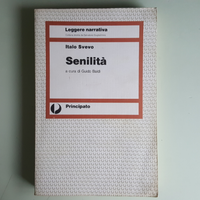 Leggere narrativa
Italo Svevo
Senilità
a cura di Guido Baldi
Principato